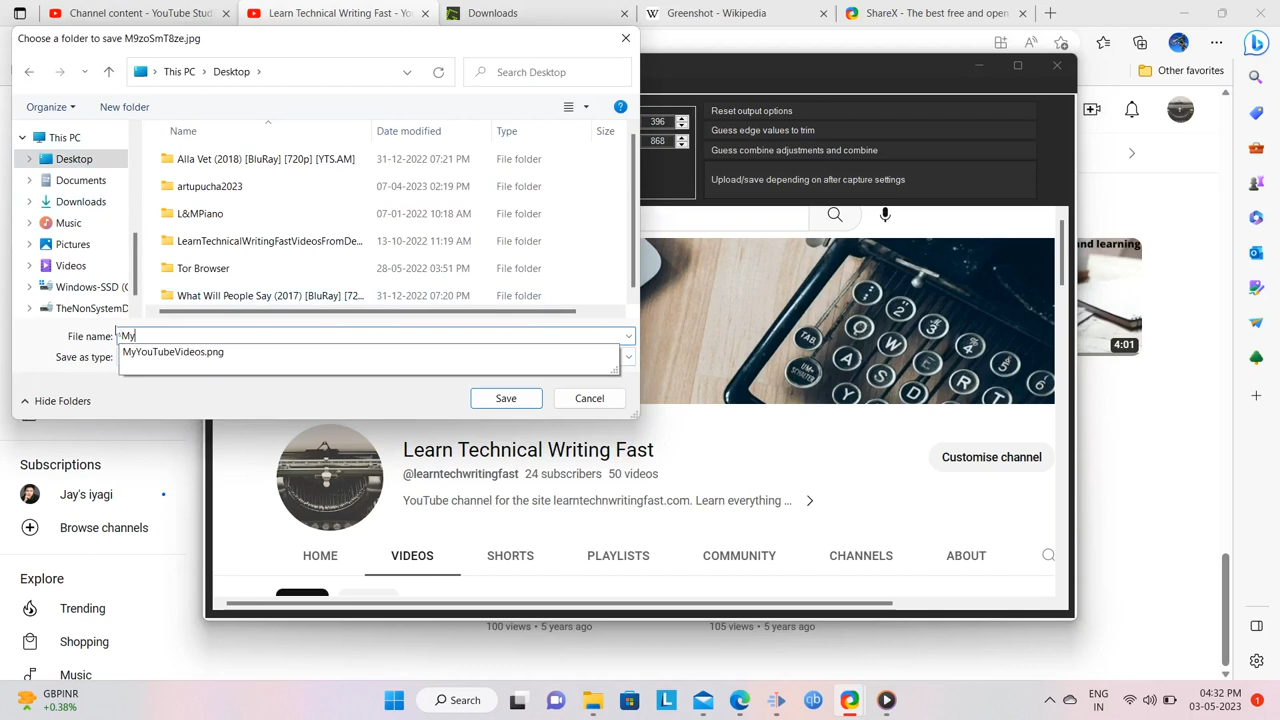 Channel content - YouTube Stud
Learn Technical Writing Fast - Yo
Downloads
Greenshot - Wikipedia
ShareX - The best free and open
Choose a folder to save M9zoSmT8ze.jpg
This PC
Desktop
Search Desktop
Other favorites
Organize
New folder
396
868
Reset output options
Guess edge values to trim
Guess combine adjustments and combine
Upload/save depending on after capture settings
This PC
Desktop
Documents
Downloads
Music
Pictures
Videos
Windows-SSD (
TheNonSystemD
Name
Date modified
Type
Size
Alla Vet (2018) [BluRay] [720p] [YTS.AM]
31-12-2022 07:21 PM
File folder
artupucha2023
07-04-2023 02:19 PM
File folder
L&MPiano
07-01-2022 10:18 AM
File folder
LearnTechnicalWritingFastVideosFromDe...
13-10-2022 11:19 AM
File folder
Tor Browser
28-05-2022 03:51 PM
File folder
What Will People Say (2017) [BluRay] [72...
31-12-2022 07:20 PM
File folder
File name:
My
MyYouTubeVideos.png
Save as type:
Hide Folders
Save
Cancel
and learning
4:01
Learn Technical Writing Fast
@learntechwritingfast 24 subscribers 50 videos
YouTube channel for the site learntechnwritingfast.com. Learn everything ...
Customise channel
HOME
VIDEOS
SHORTS
PLAYLISTS
COMMUNITY
CHANNELS
ABOUT
Subscriptions
Jay's iyagi
Browse channels
Explore
Trending
Shopping
Music
100 views • 5 years ago
105 views • 5 years ago
GBPINR
+0.38%
Search
ENG
IN
04:32 PM
03-05-2023
1